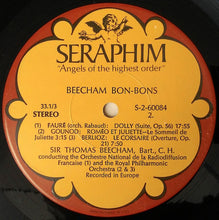 SERAPHIM
"Angels of the highest order"
BEECHAM BON-BONS
33.1/3
STEREO
S-2-60084
2.
(1) FAURÉ (orch. Rabaud): DOLLY (Suite, Op. 56) 17:55
(2) GOUNOD: ROMÉO ET JULIETTE—Le Sommeil de
Juliette 3:15 (3) BERLIOZ: LE CORSAIRE (Overture, Op.
21) 7:55
SIR THOMAS BEECHAM, Bart., C. H.
conducting the Orchestre National de la Radiodiffusion
Francaise (1) and the Royal Philharmonic
Orchestra (2 & 3)
Recorded in Europe